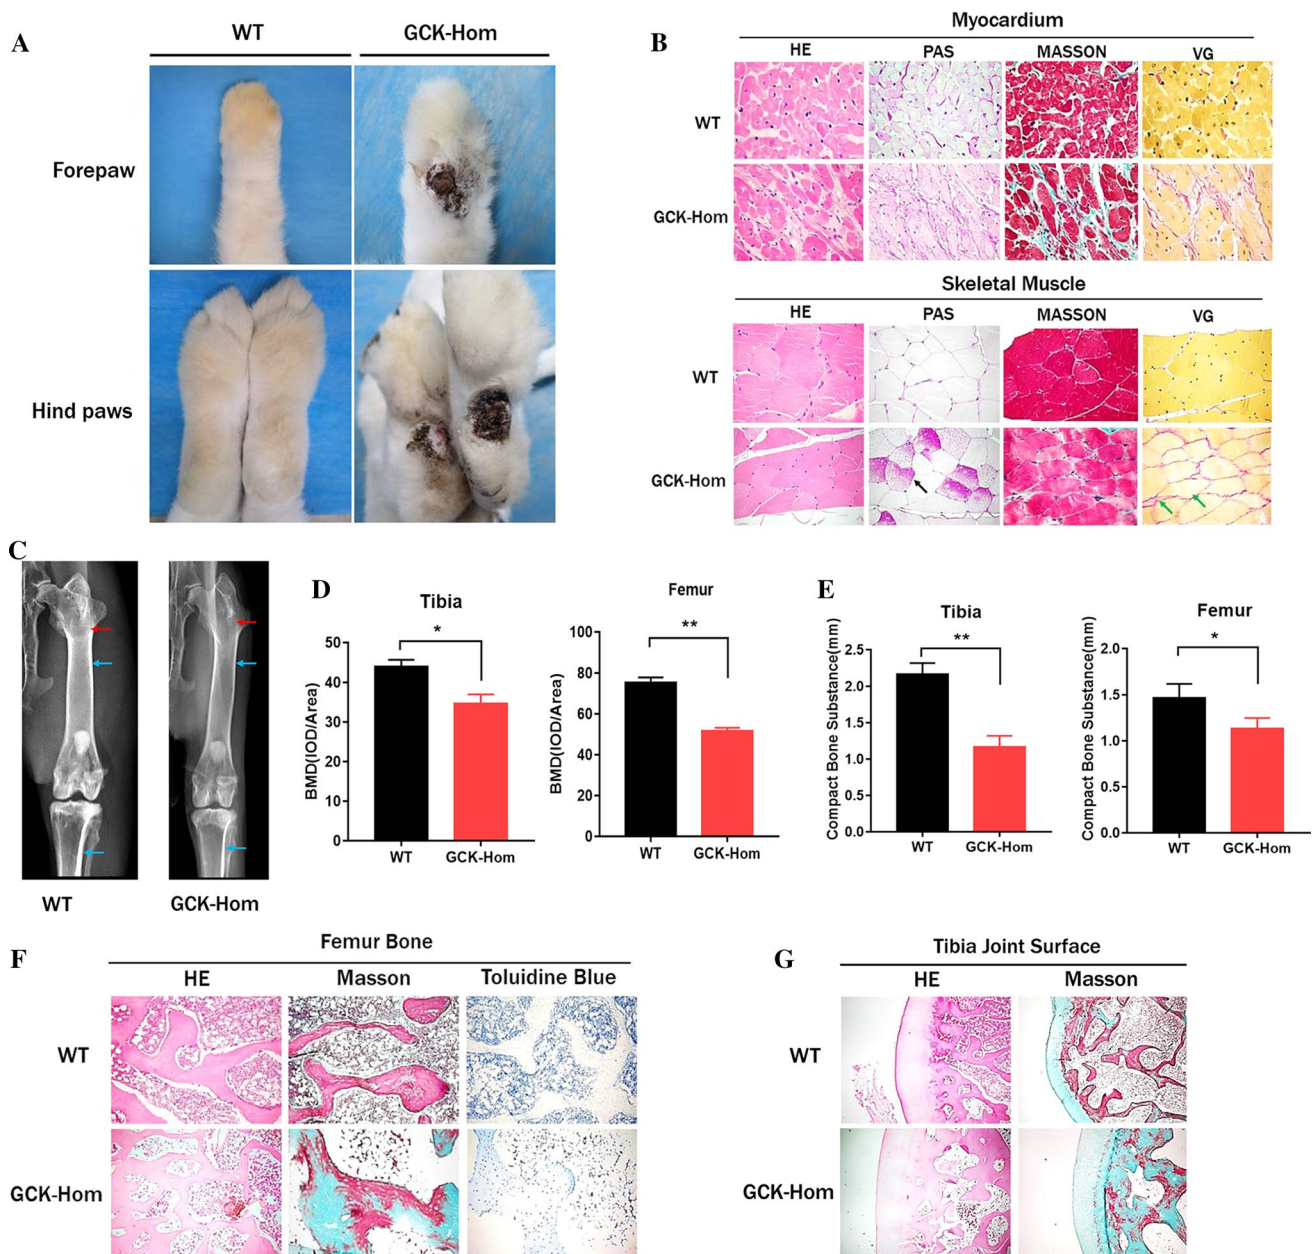 A
WT
GCK-Hom
Forepaw
Hind paws
B
Myocardium
HE
PAS
MASSON
VG
WT
GCK-Hom
Skeletal Muscle
HE
PAS
MASSON
VG
WT
GCK-Hom
C
WT
GCK-Hom
D
Tibia
*
BMD(IOD/Area)
50
40
30
20
10
0
WT
GCK-Hom
Femur
**
BMD(IOD/Area)
100
80
60
40
20
0
WT
GCK-Hom
E
Tibia
**
Compact Bone Substance(mm)
2.5
2.0
1.5
1.0
0.5
0.0
WT
GCK-Hom
Femur
*
Compact Bone Substance(mm)
2.0
1.5
1.0
0.5
0.0
WT
GCK-Hom
F
Femur Bone
HE
Masson
Toluidine Blue
WT
GCK-Hom
G
Tibia Joint Surface
HE
Masson
WT
GCK-Hom